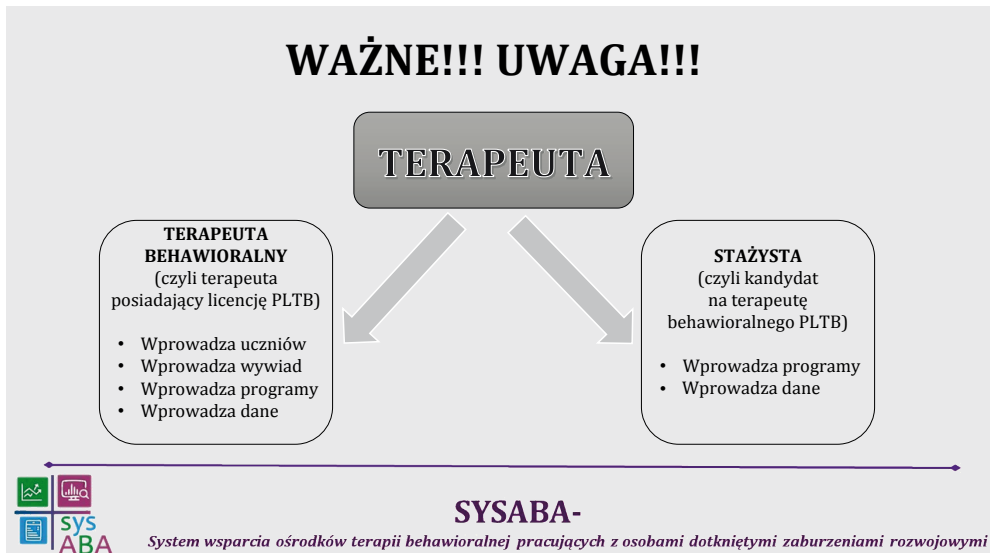 WAŻNE!!! UWAGA!!!
TERAPEUTA
TERAPEUTA
BEHAWIORALNY
(czyli terapeuta
posiadający licencję PLTB)
• Wprowadza uczniów
• Wprowadza wywiad
• Wprowadza programy
• Wprowadza dane
STAŻYSTA
(czyli kandydat
na terapeutę
behawioralnego PLTB)
• Wprowadza programy
• Wprowadza dane
sys
ABA
SYSABA-
System wsparcia ośrodków terapii behawioralnej pracujących z osobami dotkniętymi zaburzeniami rozwojowymi